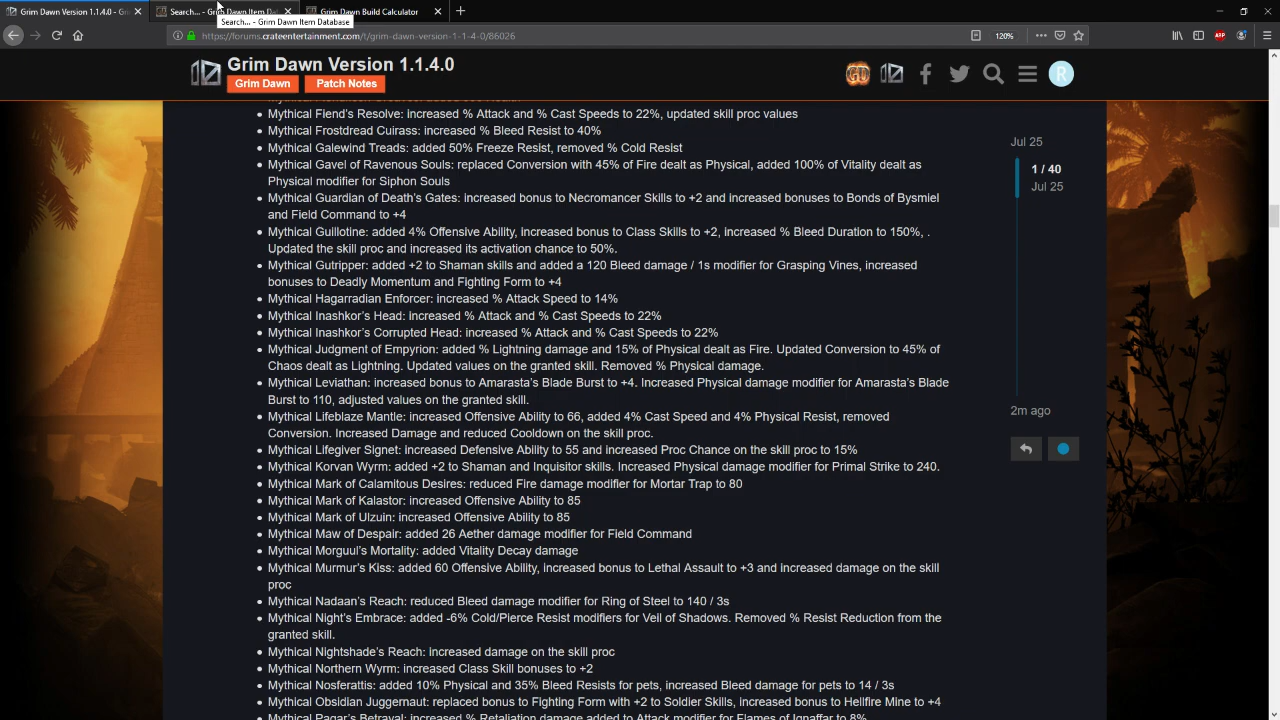 Grim Dawn Version 1.1.4.0 - Gri
Search... - Grim Dawn Item Dat
Grim Dawn Build Calculator
Search... - Grim Dawn Item Database
https://forums.crateentertainment.com/t/grim-dawn-version-1-1-4-0/86026
120%
ABP
Grim Dawn Version 1.1.4.0
Grim Dawn
Patch Notes
GD
R
Mythical Fiend's Resolve: increased % Attack and % Cast Speeds to 22%, updated skill proc values
Mythical Frostdread Cuirass: increased % Bleed Resist to 40%
Mythical Galewind Treads: added 50% Freeze Resist, removed % Cold Resist
Mythical Gavel of Ravenous Souls: replaced Conversion with 45% of Fire dealt as Physical, added 100% of Vitality dealt as
Physical modifier for Siphon Souls
Mythical Guardian of Death's Gates: increased bonus to Necromancer Skills to +2 and increased bonuses to Bonds of Bysmiel
and Field Command to +4
Mythical Guillotine: added 4% Offensive Ability, increased bonus to Class Skills to +2, increased % Bleed Duration to 150%, .
Updated the skill proc and increased its activation chance to 50%.
Mythical Gutripper: added +2 to Shaman skills and added a 120 Bleed damage / 1s modifier for Grasping Vines, increased
bonuses to Deadly Momentum and Fighting Form to +4
Mythical Hagarradian Enforcer: increased % Attack Speed to 14%
Mythical Inashkor's Head: increased % Attack and % Cast Speeds to 22%
Mythical Inashkor's Corrupted Head: increased % Attack and % Cast Speeds to 22%
Mythical Judgment of Empyrion: added % Lightning damage and 15% of Physical dealt as Fire. Updated Conversion to 45% of
Chaos dealt as Lightning. Updated values on the granted skill. Removed % Physical damage.
Mythical Leviathan: increased bonus to Amarasta's Blade Burst to +4. Increased Physical damage modifier for Amarasta's Blade
Burst to 110, adjusted values on the granted skill.
Mythical Lifeblaze Mantle: increased Offensive Ability to 66, added 4% Cast Speed and 4% Physical Resist, removed
Conversion. Increased Damage and reduced Cooldown on the skill proc.
Mythical Lifegiver Signet: increased Defensive Ability to 55 and increased Proc Chance on the skill proc to 15%
Mythical Korvan Wyrm: added +2 to Shaman and Inquisitor skills. Increased Physical damage modifier for Primal Strike to 240.
Mythical Mark of Calamitous Desires: reduced Fire damage modifier for Mortar Trap to 80
Mythical Mark of Kalastor: increased Offensive Ability to 85
Mythical Mark of Ulzuin: increased Offensive Ability to 85
Mythical Maw of Despair: added 26 Aether damage modifier for Field Command
Mythical Morguul's Mortality: added Vitality Decay damage
Mythical Murmur's Kiss: added 60 Offensive Ability, increased bonus to Lethal Assault to +3 and increased damage on the skill
proc
Mythical Nadaan's Reach: reduced Bleed damage modifier for Ring of Steel to 140 / 3s
Mythical Night's Embrace: added -6% Cold/Pierce Resist modifiers for Veil of Shadows. Removed % Resist Reduction from the
granted skill.
Mythical Nightshade's Reach: increased damage on the skill proc
Mythical Northern Wyrm: increased Class Skill bonuses to +2
Mythical Nosferattis: added 10% Physical and 35% Bleed Resists for pets, increased Bleed damage for pets to 14 / 3s
Mythical Obsidian Juggernaut: replaced bonus to Fighting Form with +2 to Soldier Skills, increased bonus to Hellfire Mine to +4
Mythical Pagar's Betrayal: increased % Retaliation damage added to Attack modifier for Flames of Ignaffar to 8%
Jul 25
1 / 40
Jul 25
2m ago